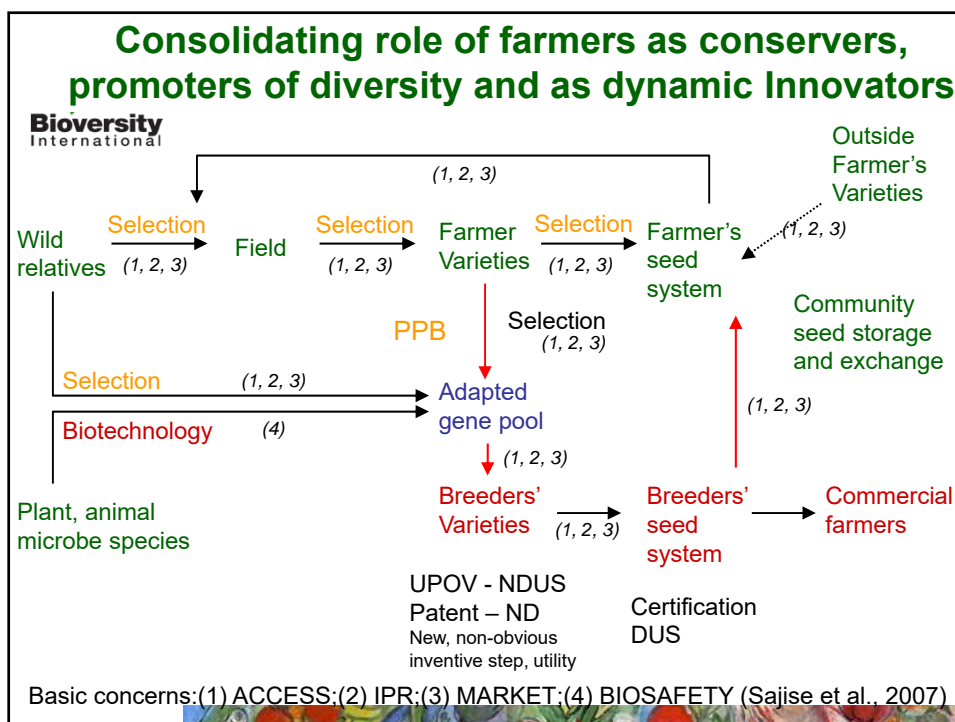 Consolidating role of farmers as conservers,
promoters of diversity and as dynamic Innovators
Bioversity
International
Outside
Farmer's
Varieties
(1, 2, 3)
Selection
Selection
Selection
(1, 2, 3)
Wild
relatives
Field
Farmer
Varieties
Farmer's
seed
system
(1, 2, 3)
(1, 2, 3)
(1, 2, 3)
PPB
Selection
(1, 2, 3)
Community
seed storage
and exchange
Selection
(1, 2, 3)
Adapted
gene pool
(1, 2, 3)
Biotechnology
(4)
(1, 2, 3)
Plant, animal
microbe species
Breeders'
Varieties
(1, 2, 3)
Breeders'
seed
system
Commercial
farmers
UPOV - NDUS
Patent – ND
New, non-obvious
inventive step, utility
Certification
DUS
Basic concerns:(1) ACCESS;(2) IPR;(3) MARKET;(4) BIOSAFETY (Sajise et al., 2007)